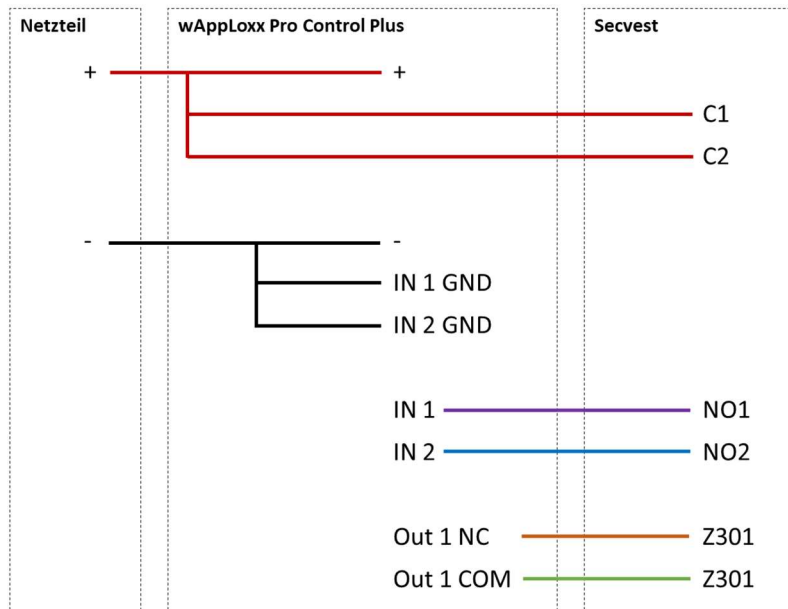 Netzteil wAppLoxx Pro Control Plus Secvest
+ +
C1
C2
- -
IN 1 GND
IN 2 GND
IN 1 NO1
IN 2 NO2
Out 1 NC Z301
Out 1 COM Z301